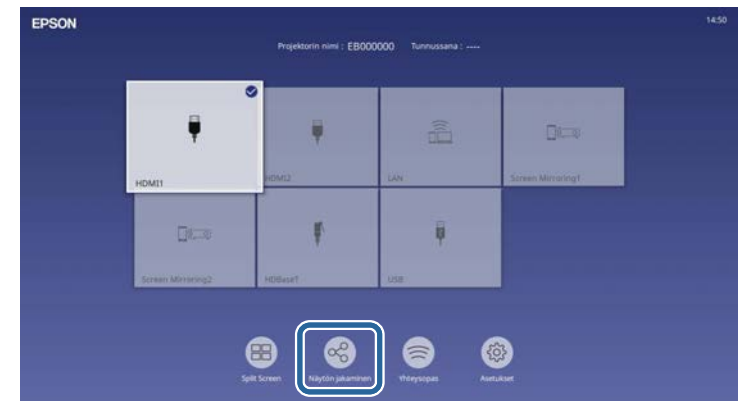 EPSON
14:50
Projektorin nimi : EB000000 Tunnussana : ----
HDMI1
HDMI2
LAN
Screen Mirroring1
Screen Mirroring2
HDBaseT
USB
Split Screen
Näytön jakaminen
Yhteysopas
Asetukset